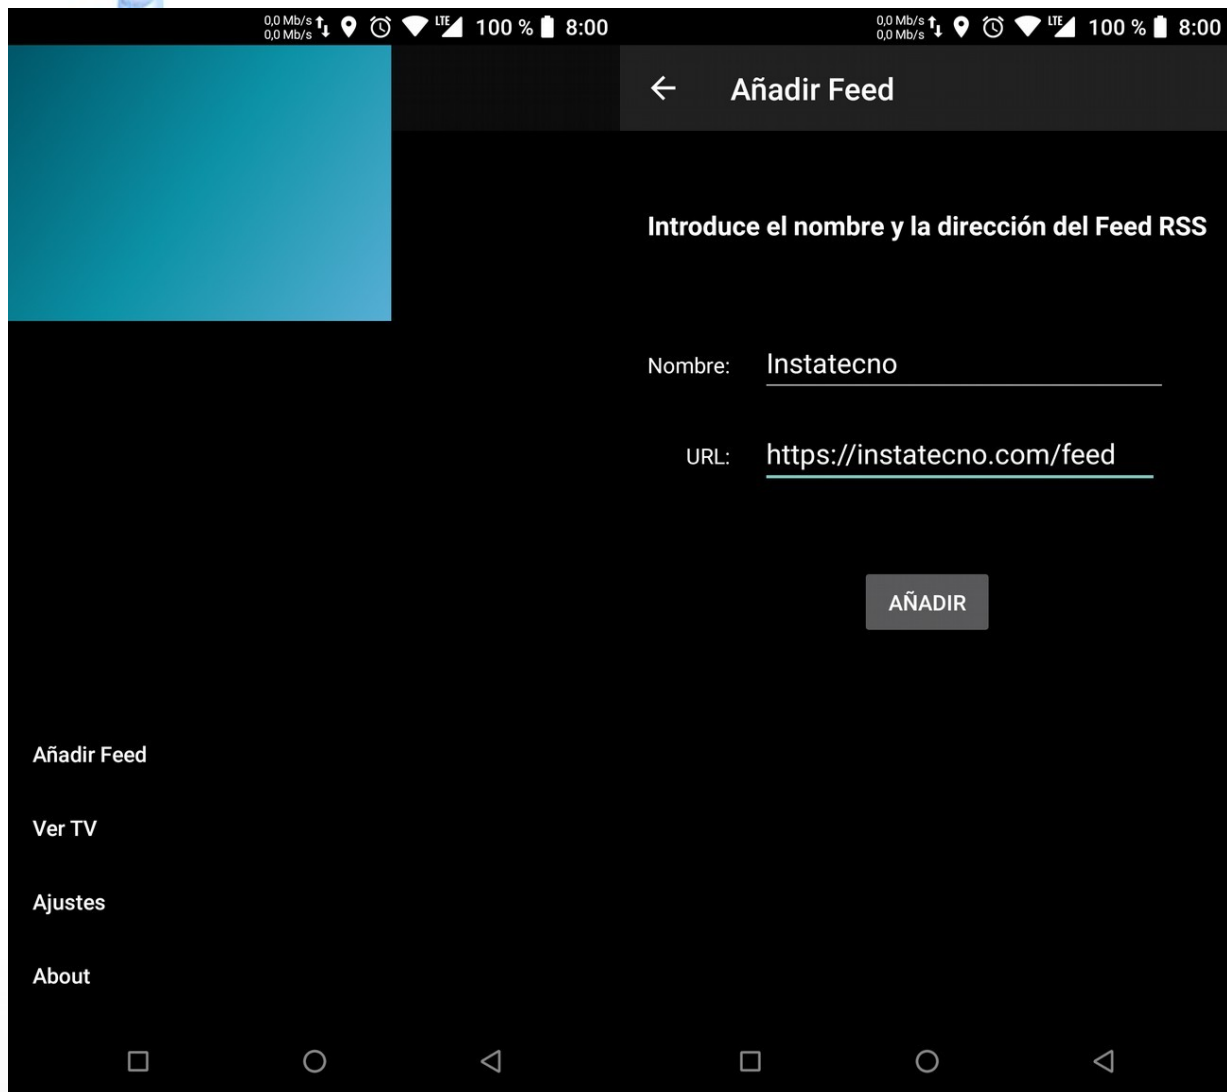 0,0 Mb/s
0,0 Mb/s
LTE
100 %
8:00
Añadir Feed
Ver TV
Ajustes
About
0,0 Mb/s
0,0 Mb/s
LTE
100 %
8:00
Añadir Feed
Introduce el nombre y la dirección del Feed RSS
Nombre: Instatecno
URL: https://instatecno.com/feed
AÑADIR